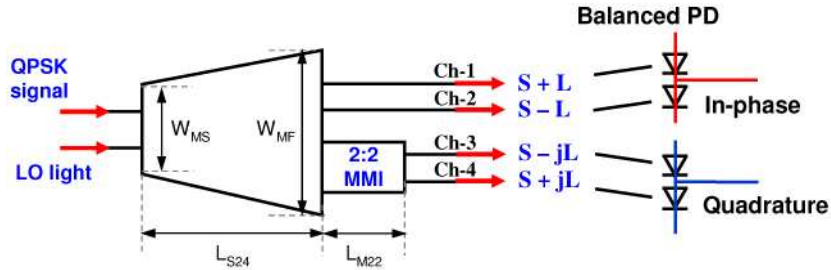 Balanced PD
QPSK
signal
Ch-1
S + L
Ch-2
S – L
In-phase
W_MS
W_MF
LO light
2:2
MMI
Ch-3
S – jL
Ch-4
S + jL
Quadrature
L_S24
L_M22